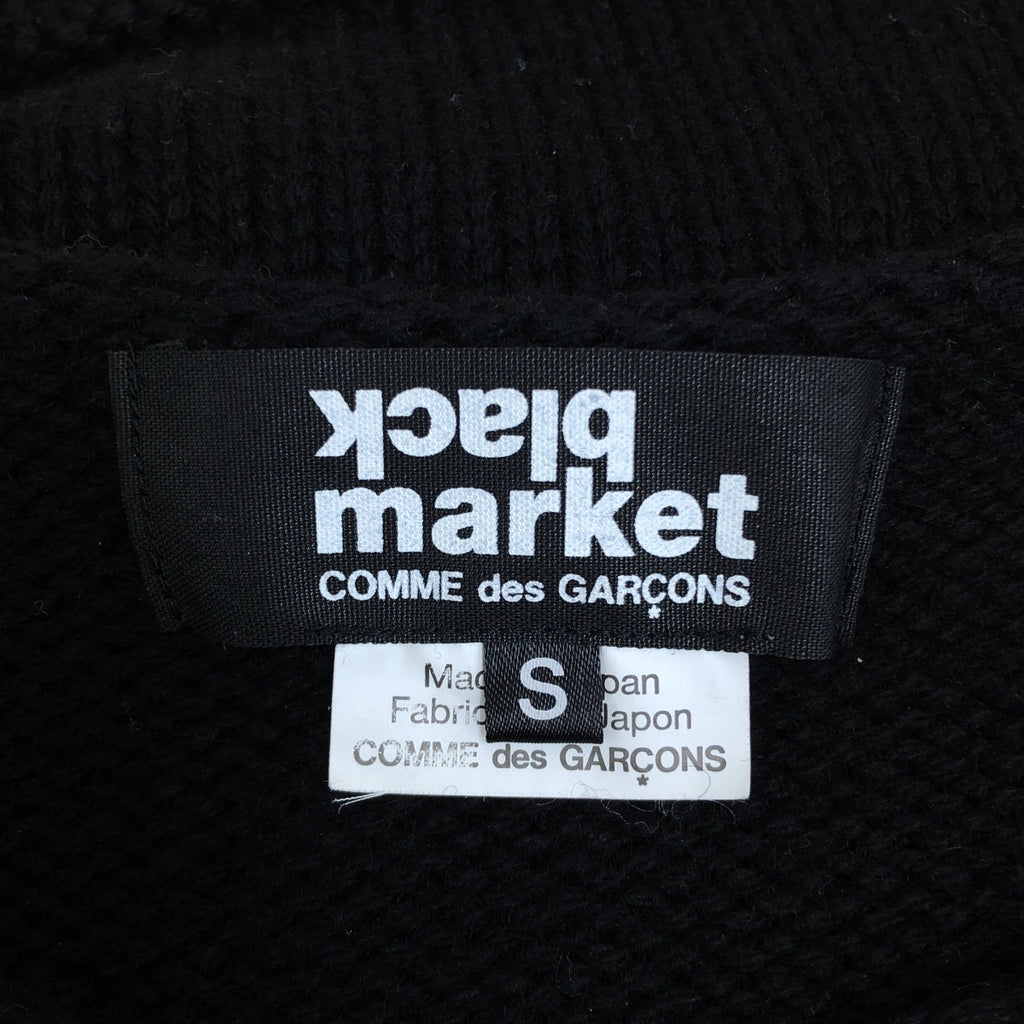 black
market
COMME des GARÇONS
S
Japon
COMME des GARÇONS